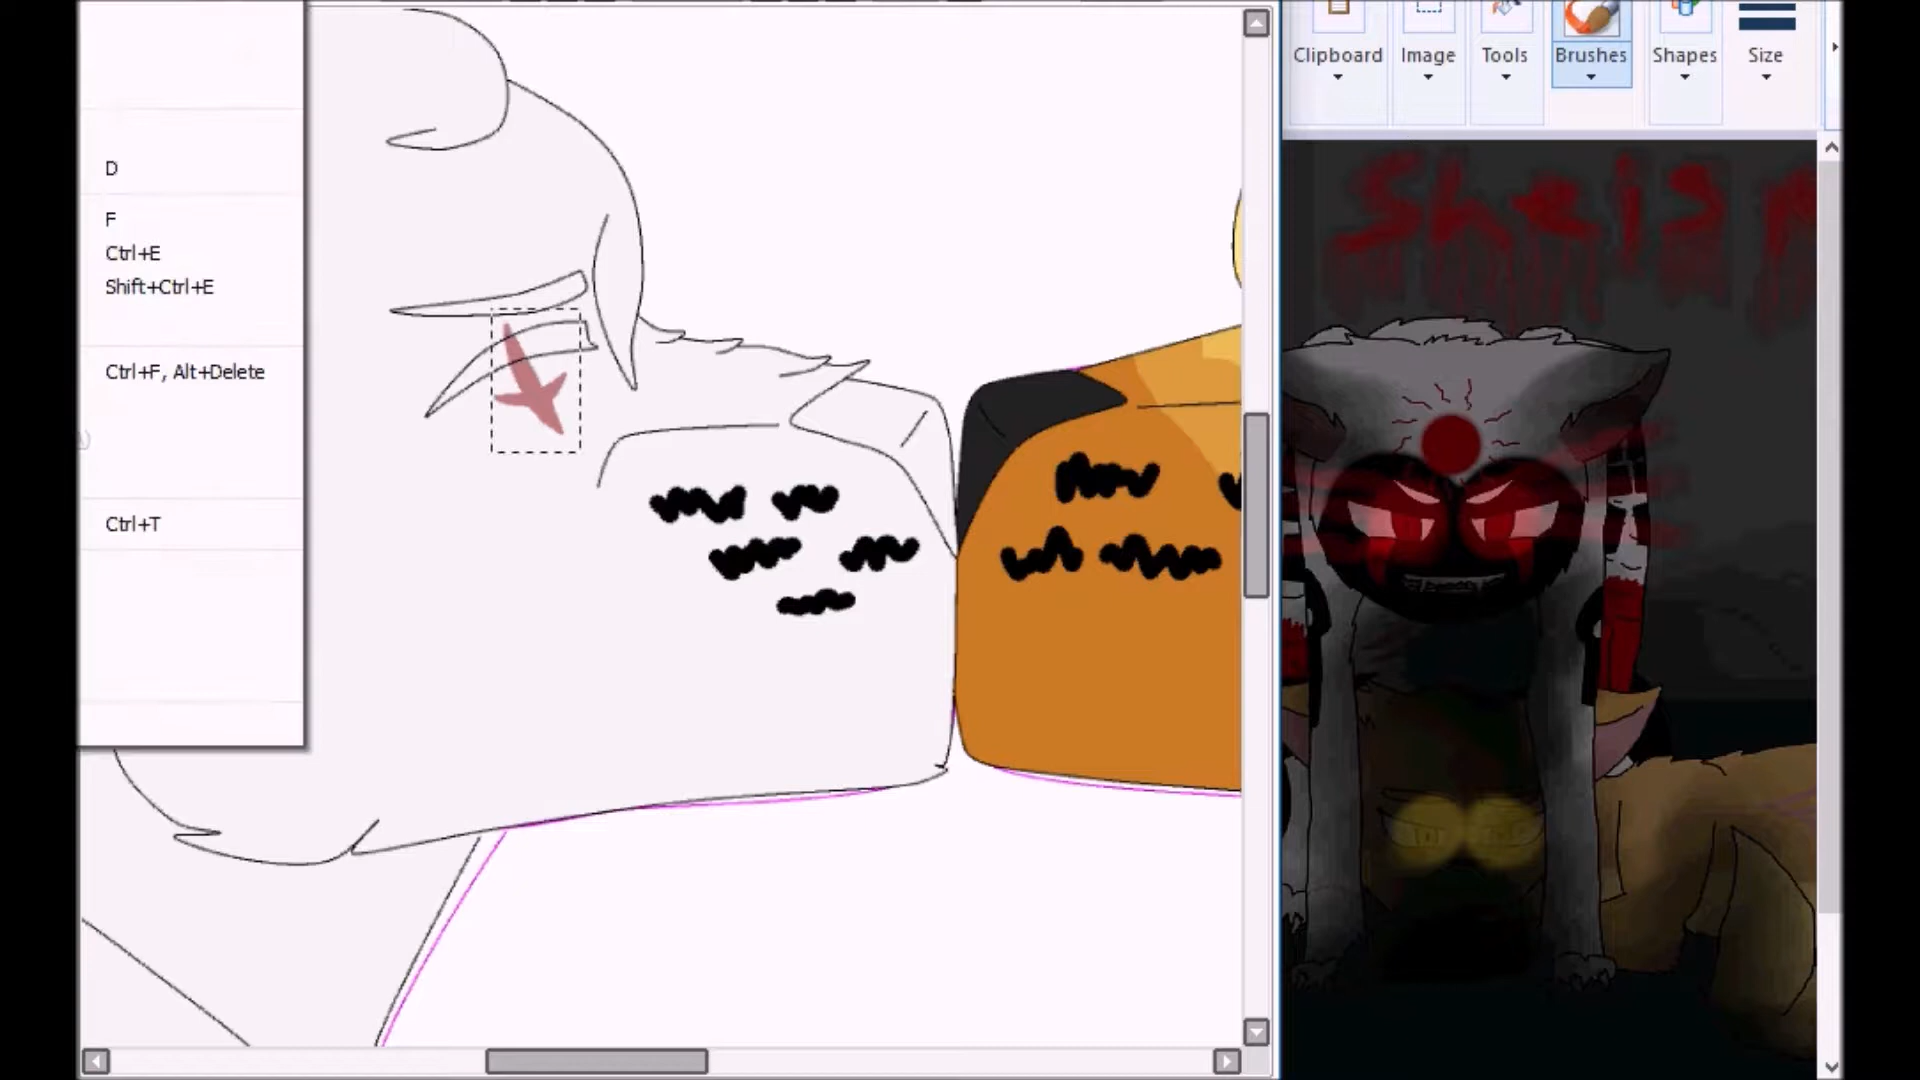 Clipboard Image Tools Brushes Shapes Size
D
F
Ctrl+E
Shift+Ctrl+E
Ctrl+F, Alt+Delete
Ctrl+T